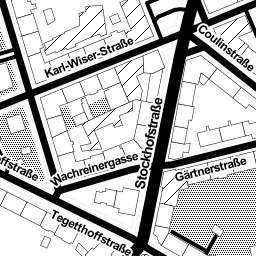 Karl-Wiser-Straße
Coulinstraße
Stockhofstraße
Wachreinergasse
Gärtnerstraße
Tegetthoffstraße